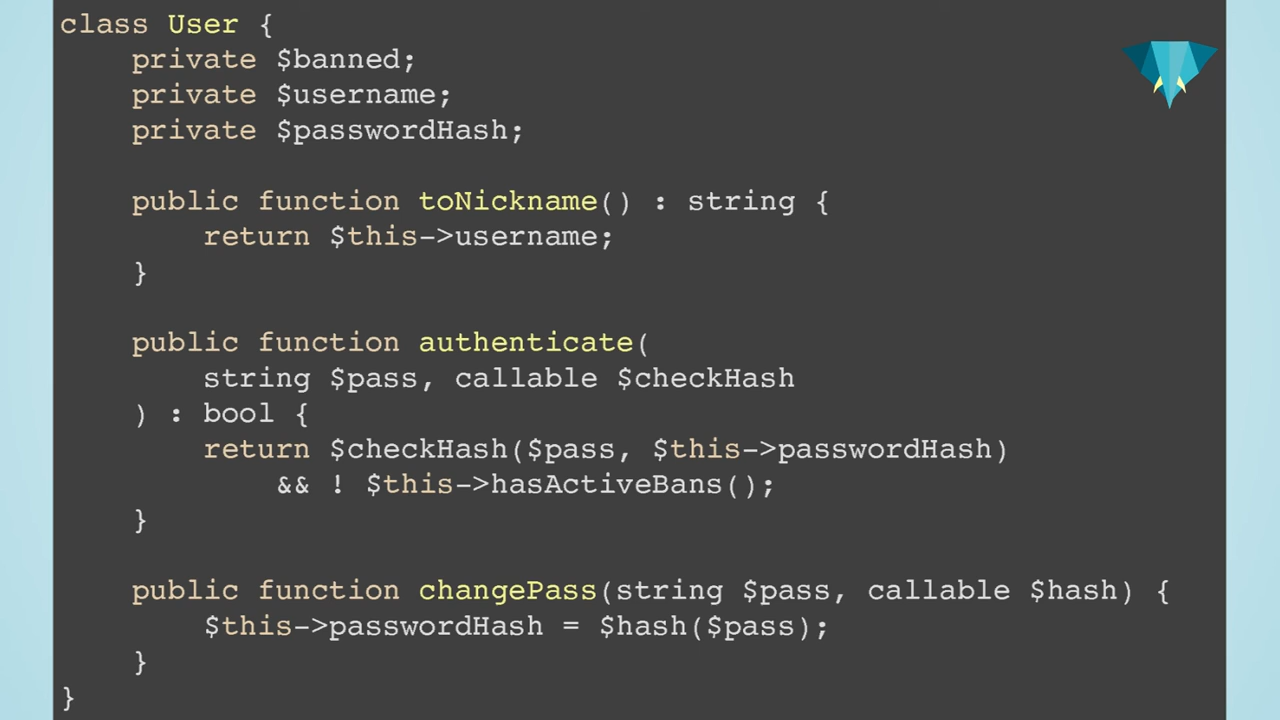 class User {
    private $banned;
    private $username;
    private $passwordHash;

    public function toNickname() : string {
        return $this->username;
    }

    public function authenticate(
        string $pass, callable $checkHash
    ) : bool {
        return $checkHash($pass, $this->passwordHash)
            && ! $this->hasActiveBans();
    }

    public function changePass(string $pass, callable $hash) {
        $this->passwordHash = $hash($pass);
    }
}